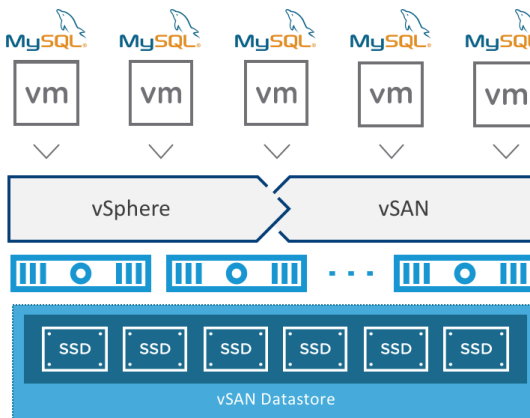 MySQL® MySQL® MySQL® MySQL® MySQL
vm vm vm vm vm
vSphere vSAN
SSD SSD SSD SSD SSD SSD
vSAN Datastore